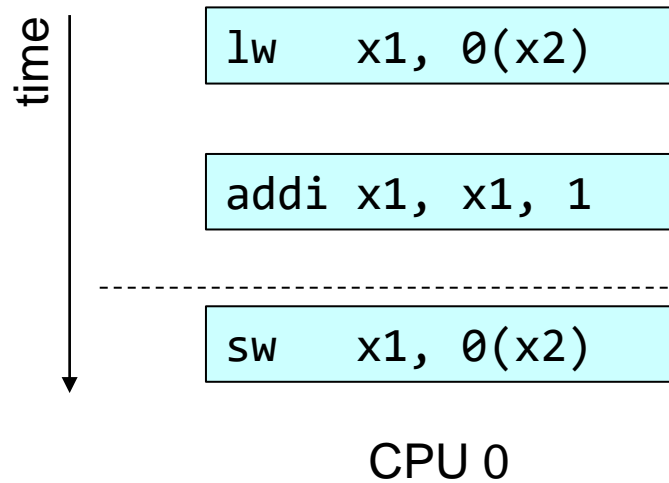 time
lw   x1, 0(x2)
addi x1, x1, 1
sw   x1, 0(x2)
CPU 0